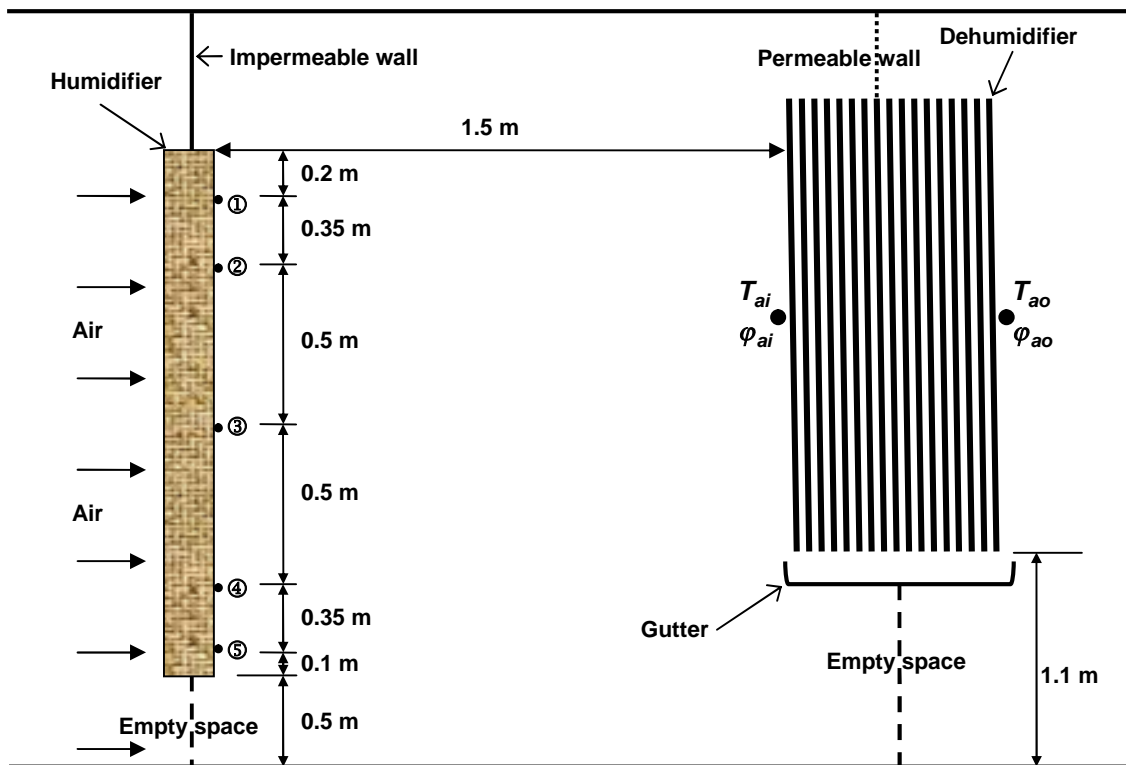 Dehumidifier
Impermeable wall
Permeable wall
Humidifier
1.5 m
0.2 m
①
0.35 m
②
T_ai
φ_ai
T_ao
φ_ao
Air
0.5 m
③
0.5 m
Air
④
0.35 m
Gutter
⑤
0.1 m
Empty space
1.1 m
Empty space
0.5 m